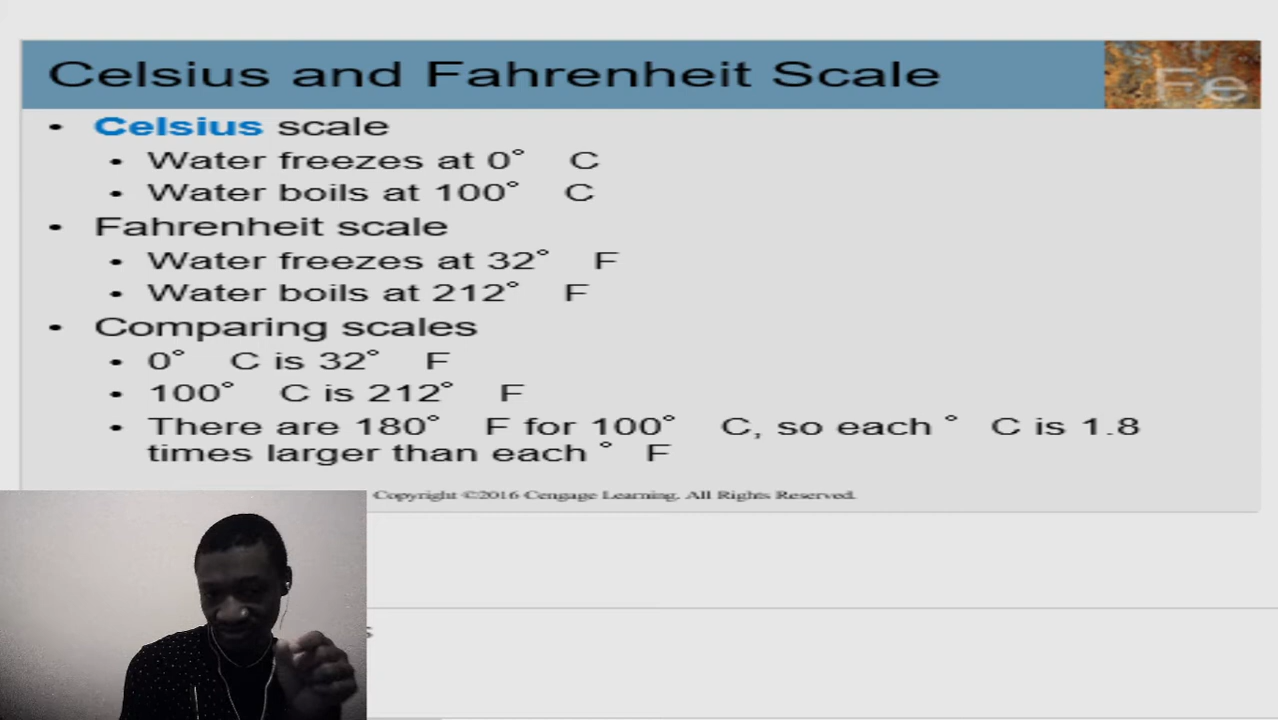 Celsius and Fahrenheit Scale
Fe
• Celsius scale
• Water freezes at 0° C
• Water boils at 100° C
• Fahrenheit scale
• Water freezes at 32° F
• Water boils at 212° F
• Comparing scales
• 0° C is 32° F
• 100° C is 212° F
• There are 180° F for 100° C, so each ° C is 1.8
times larger than each ° F
Copyright ©2016 Cengage Learning. All Rights Reserved.